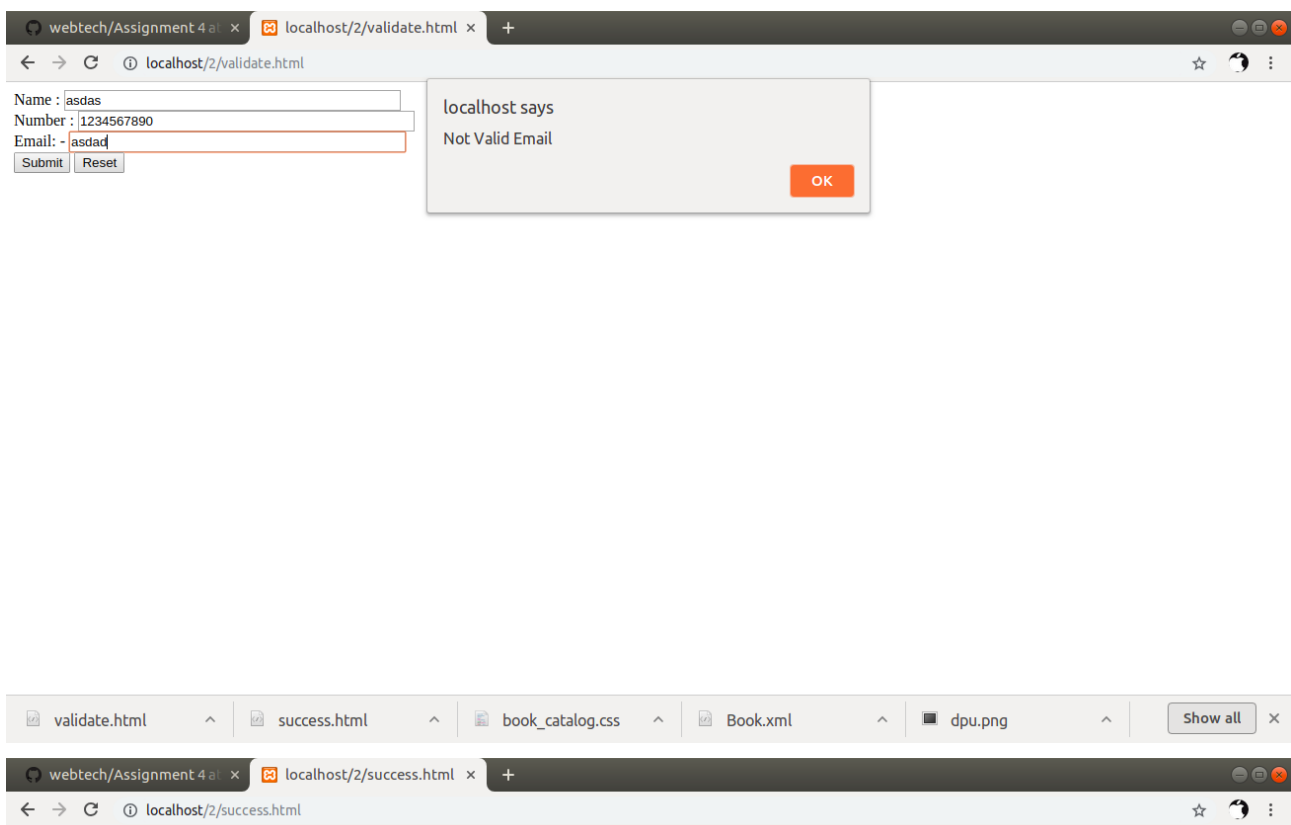 webtech/Assignment 4 at
localhost/2/validate.html
localhost/2/validate.html
Name : asdas
Number : 1234567890
Email: - asdad
Submit Reset
localhost says
Not Valid Email
OK
validate.html
success.html
book_catalog.css
Book.xml
dpu.png
Show all
webtech/Assignment 4 at
localhost/2/success.html
localhost/2/success.html